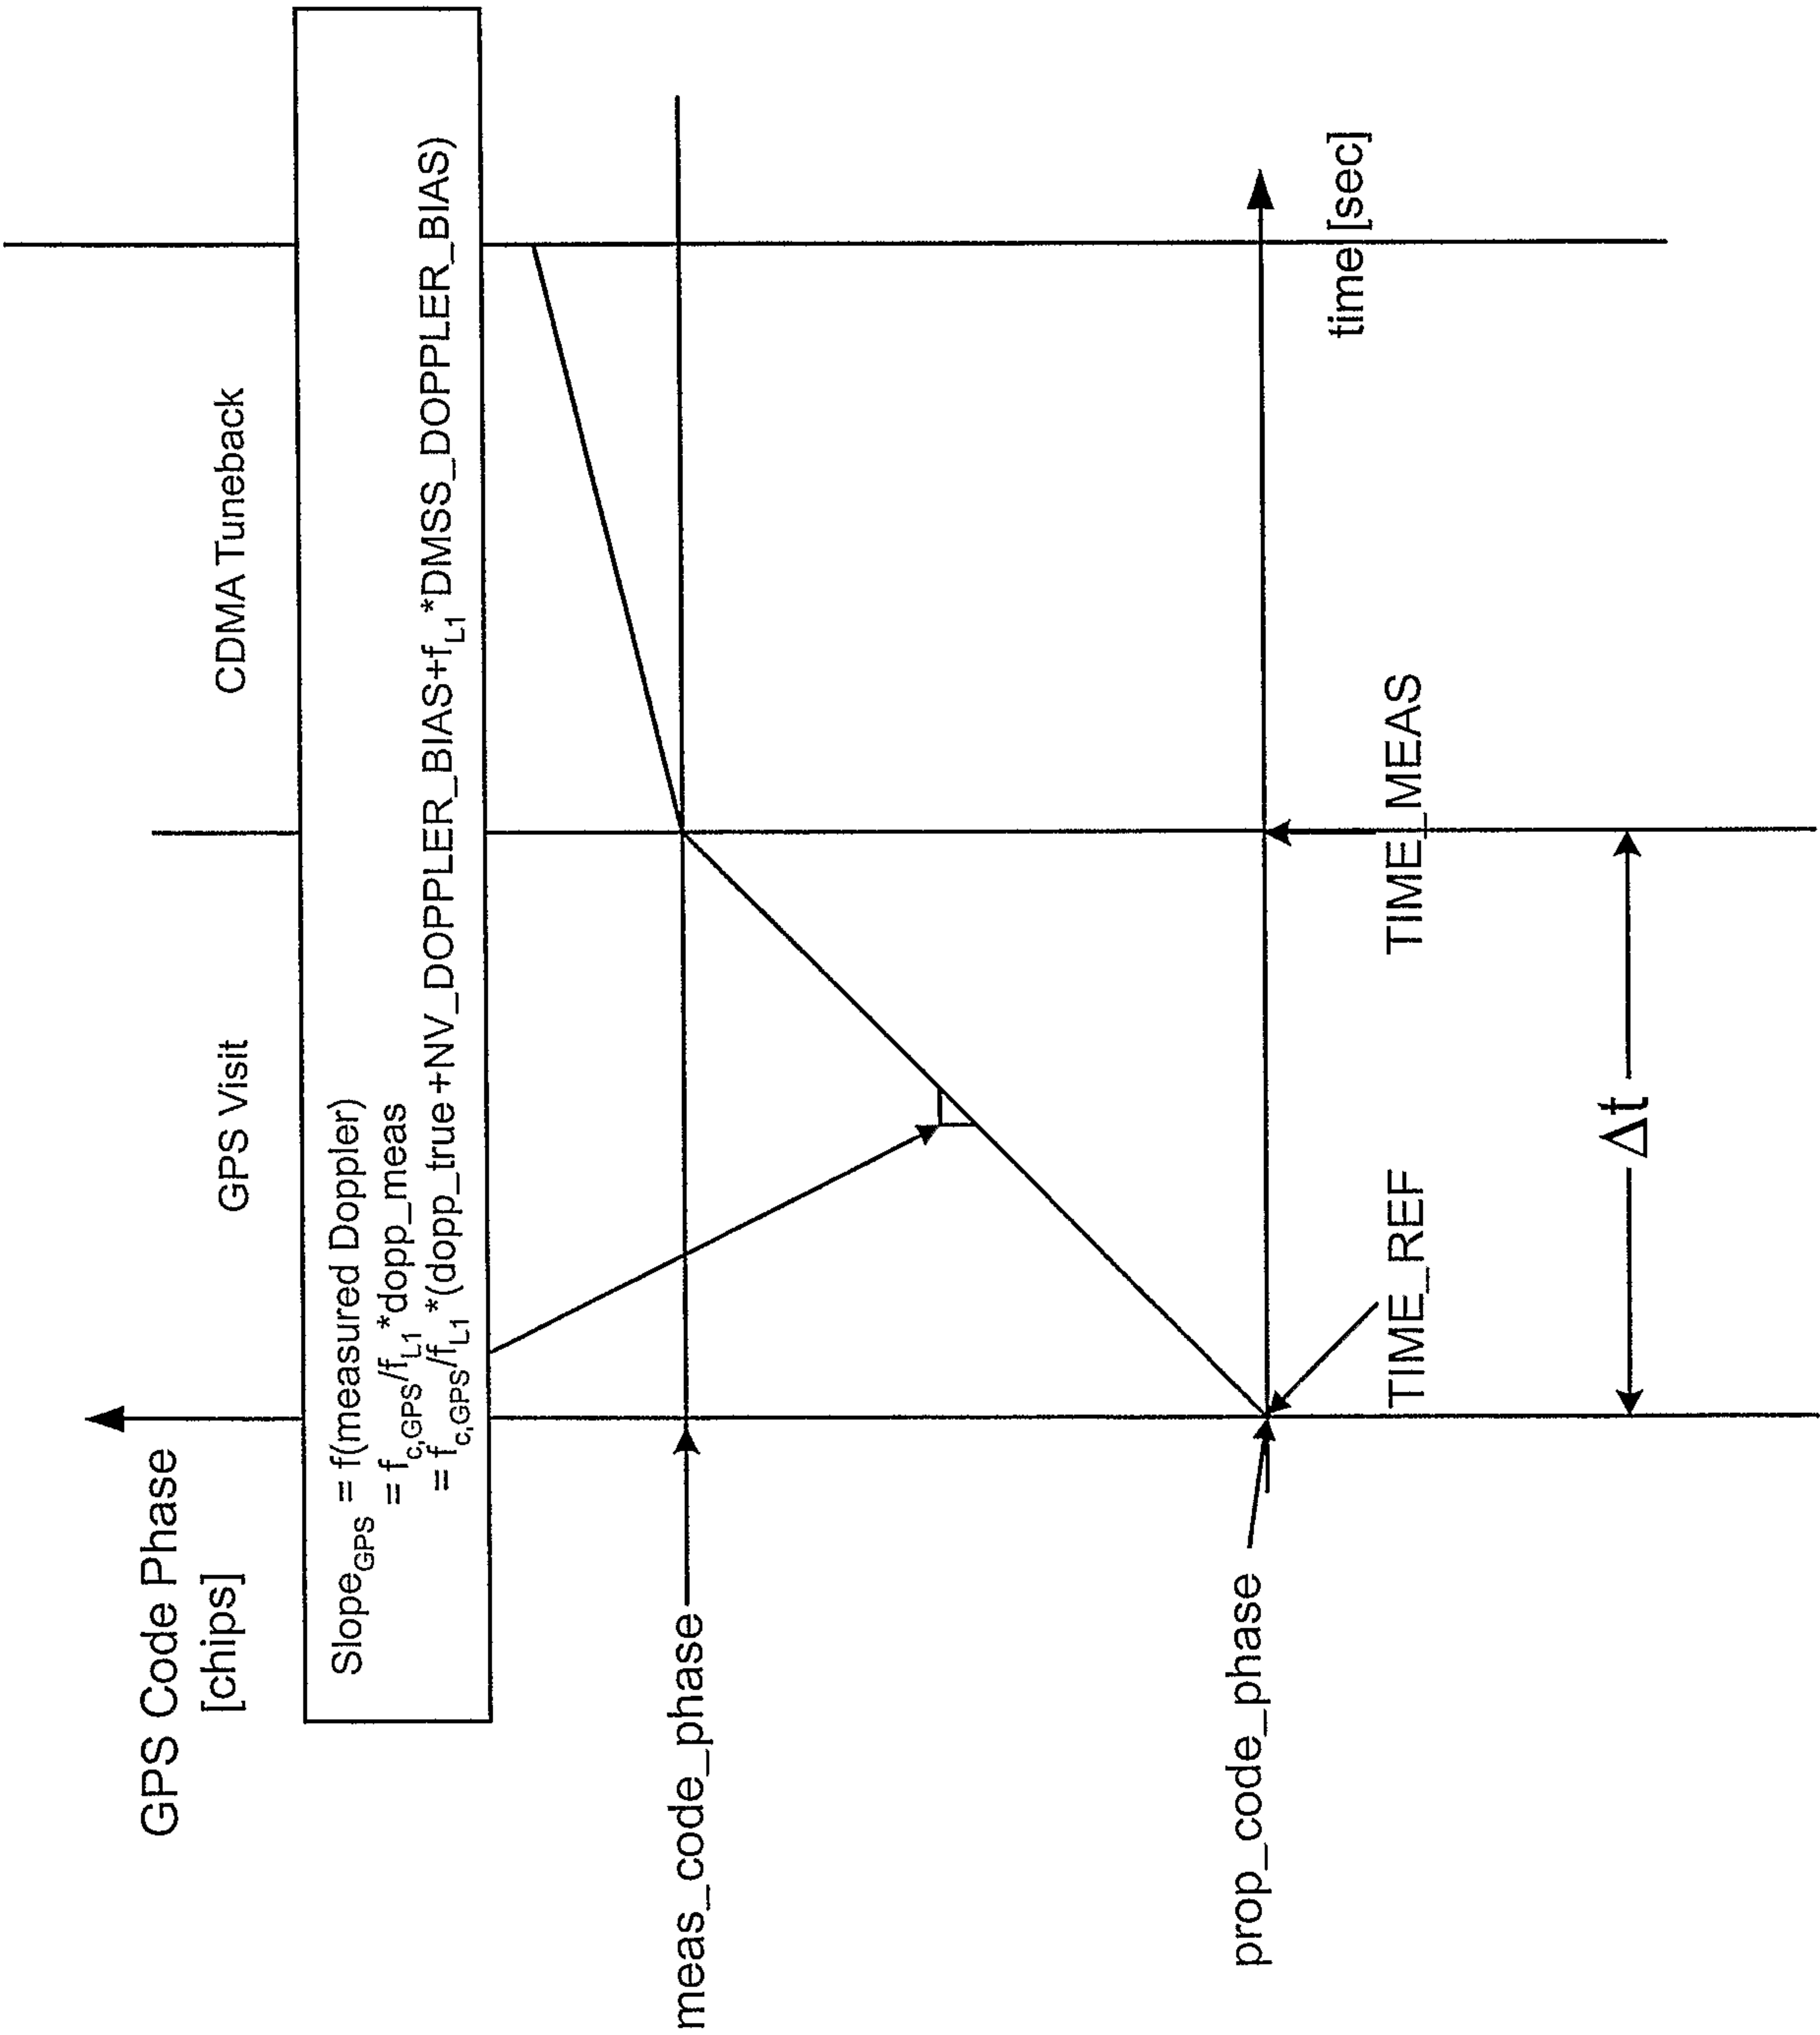 GPS Code Phase
[chips]
GPS Visit
CDMA Tuneback
Slope_GPS = f(measured Doppler)
= f_c,GPS/f_L1*dopp_meas
= f_c,GPS/f_L1*(dopp_true+NV_DOPPLER_BIAS+f_L1*DMSS_DOPPLER_BIAS)
meas_code_phase
prop_code_phase
time [sec]
TIME_REF
TIME_MEAS
Δt